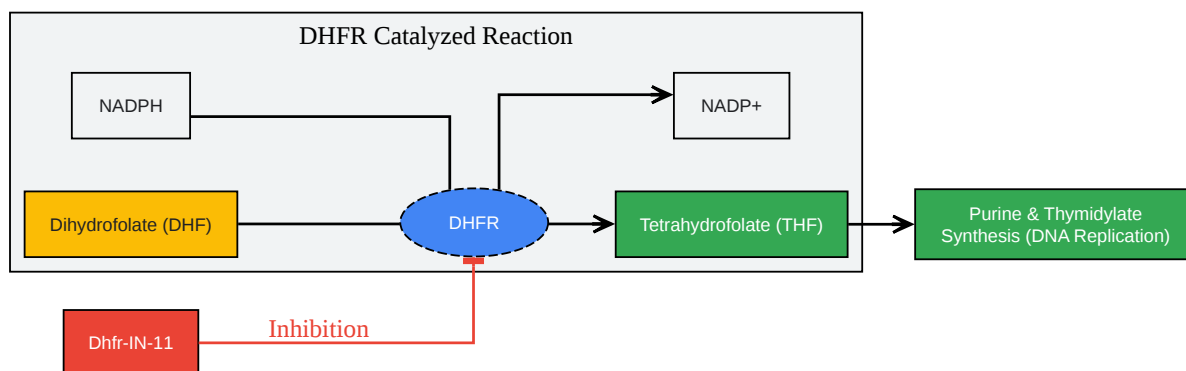 DHFR Catalyzed Reaction
NADPH
NADP+
Dihydrofolate (DHF)
DHFR
Tetrahydrofolate (THF)
Purine & Thymidylate
Synthesis (DNA Replication)
Inhibition
Dhfr-IN-11